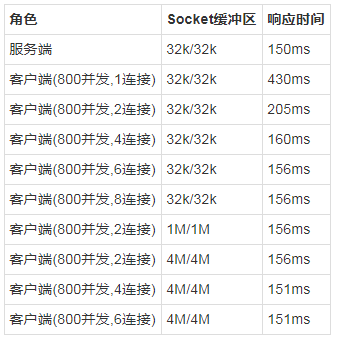 角色 Socket缓冲区 响应时间
服务端 32k/32k 150ms
客户端(800并发,1连接) 32k/32k 430ms
客户端(800并发,2连接) 32k/32k 205ms
客户端(800并发,4连接) 32k/32k 160ms
客户端(800并发,6连接) 32k/32k 156ms
客户端(800并发,8连接) 32k/32k 156ms
客户端(800并发,2连接) 1M/1M 156ms
客户端(800并发,2连接) 4M/4M 156ms
客户端(800并发,4连接) 4M/4M 151ms
客户端(800并发,6连接) 4M/4M 151ms